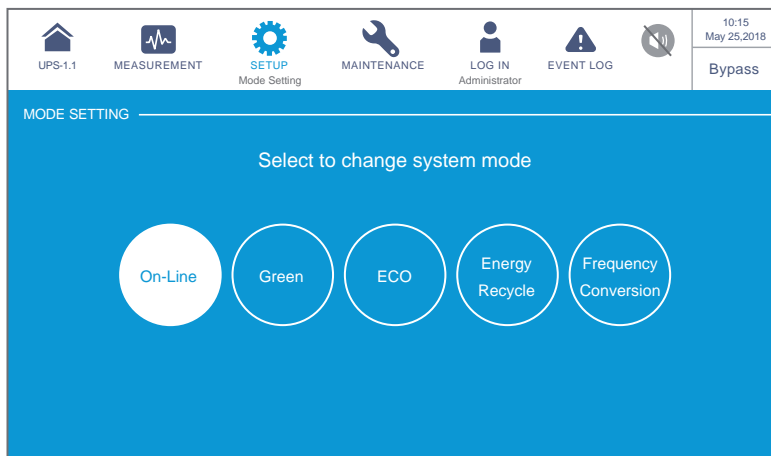 10:15
May 25,2018
UPS-1.1
MEASUREMENT
SETUP
MAINTENANCE
LOG IN
EVENT LOG
Mode Setting
Administrator
Bypass
MODE SETTING
Select to change system mode
On-Line
Green
ECO
Energy
Recycle
Frequency
Conversion